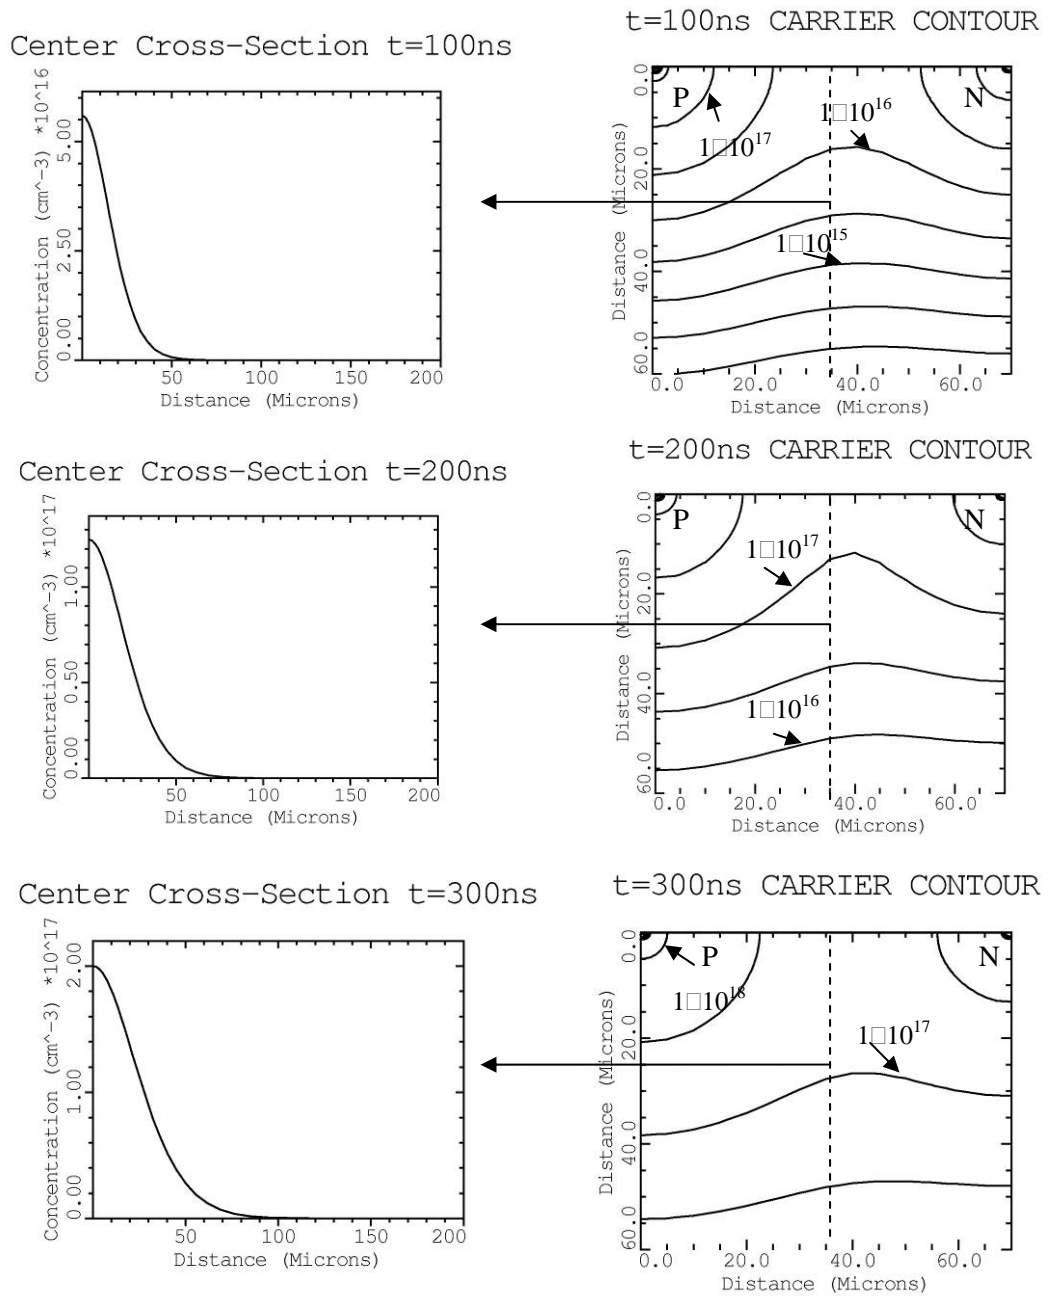 Center Cross-Section t=100ns
Concentration (cm^-3) *10^16
5.00
2.50
0.00
50
100
150
200
Distance (Microns)
t=100ns CARRIER CONTOUR
Distance (Microns)
0.0
20.0
40.0
60.0
P
N
1□10^17
1□10^16
1□10^15
0.0
20.0
40.0
60.0
Distance (Microns)
Center Cross-Section t=200ns
Concentration (cm^-3) *10^17
1.00
0.50
0.00
50
100
150
200
Distance (Microns)
t=200ns CARRIER CONTOUR
Distance (Microns)
0.0
20.0
40.0
60.0
P
N
1□10^17
1□10^16
0.0
20.0
40.0
60.0
Distance (Microns)
Center Cross-Section t=300ns
Concentration (cm^-3) *10^17
2.00
1.00
0.00
50
100
150
200
Distance (Microns)
t=300ns CARRIER CONTOUR
Distance (Microns)
0.0
20.0
40.0
60.0
P
N
1□10^18
1□10^17
0.0
20.0
40.0
60.0
Distance (Microns)